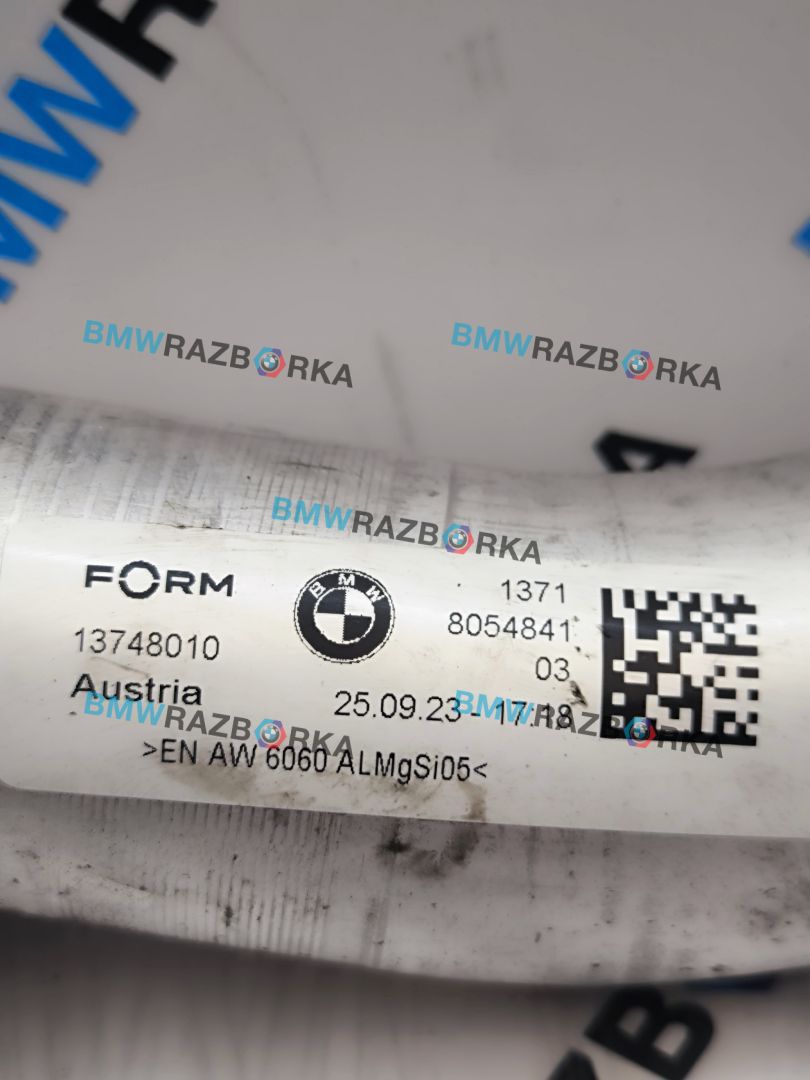 BMWRAZBORKA BMWRAZBORKA
BMWRAZBORKA
FORM
BMW
1371
8054841
03
13748010
Austria
25.09.23 - 17:18
BMWRAZBORKA BMWRAZBORKA
>EN AW 6060 ALMgSi05<